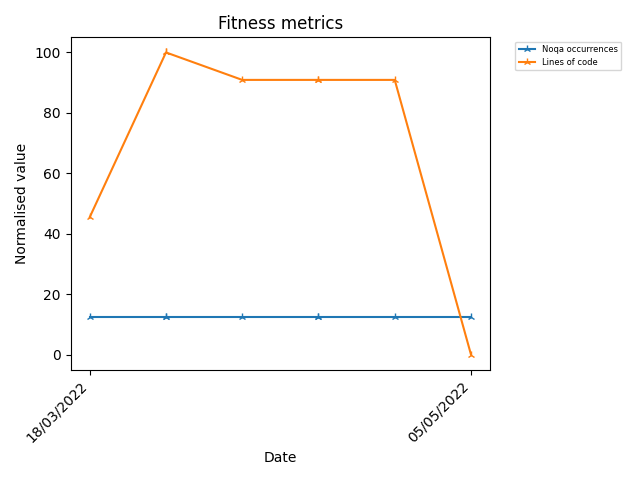 Fitness metrics
Noqa occurrences
Lines of code
100
80
60
40
20
0
Normalised value
18/03/2022
05/05/2022
Date